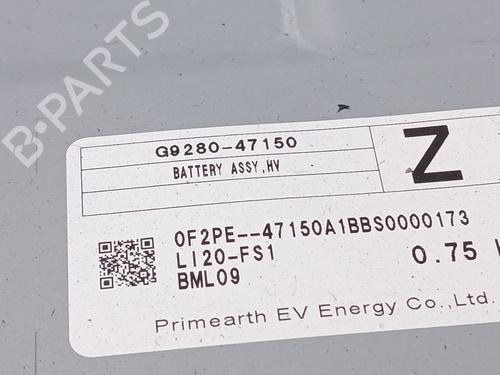 B-PARTS
G9280-47150
BATTERY ASSY,HV
Z
0F2PE--47150A1BBS0000173
LI20-FS1
0.75
BML09
Primearth EV Energy Co.,Ltd.